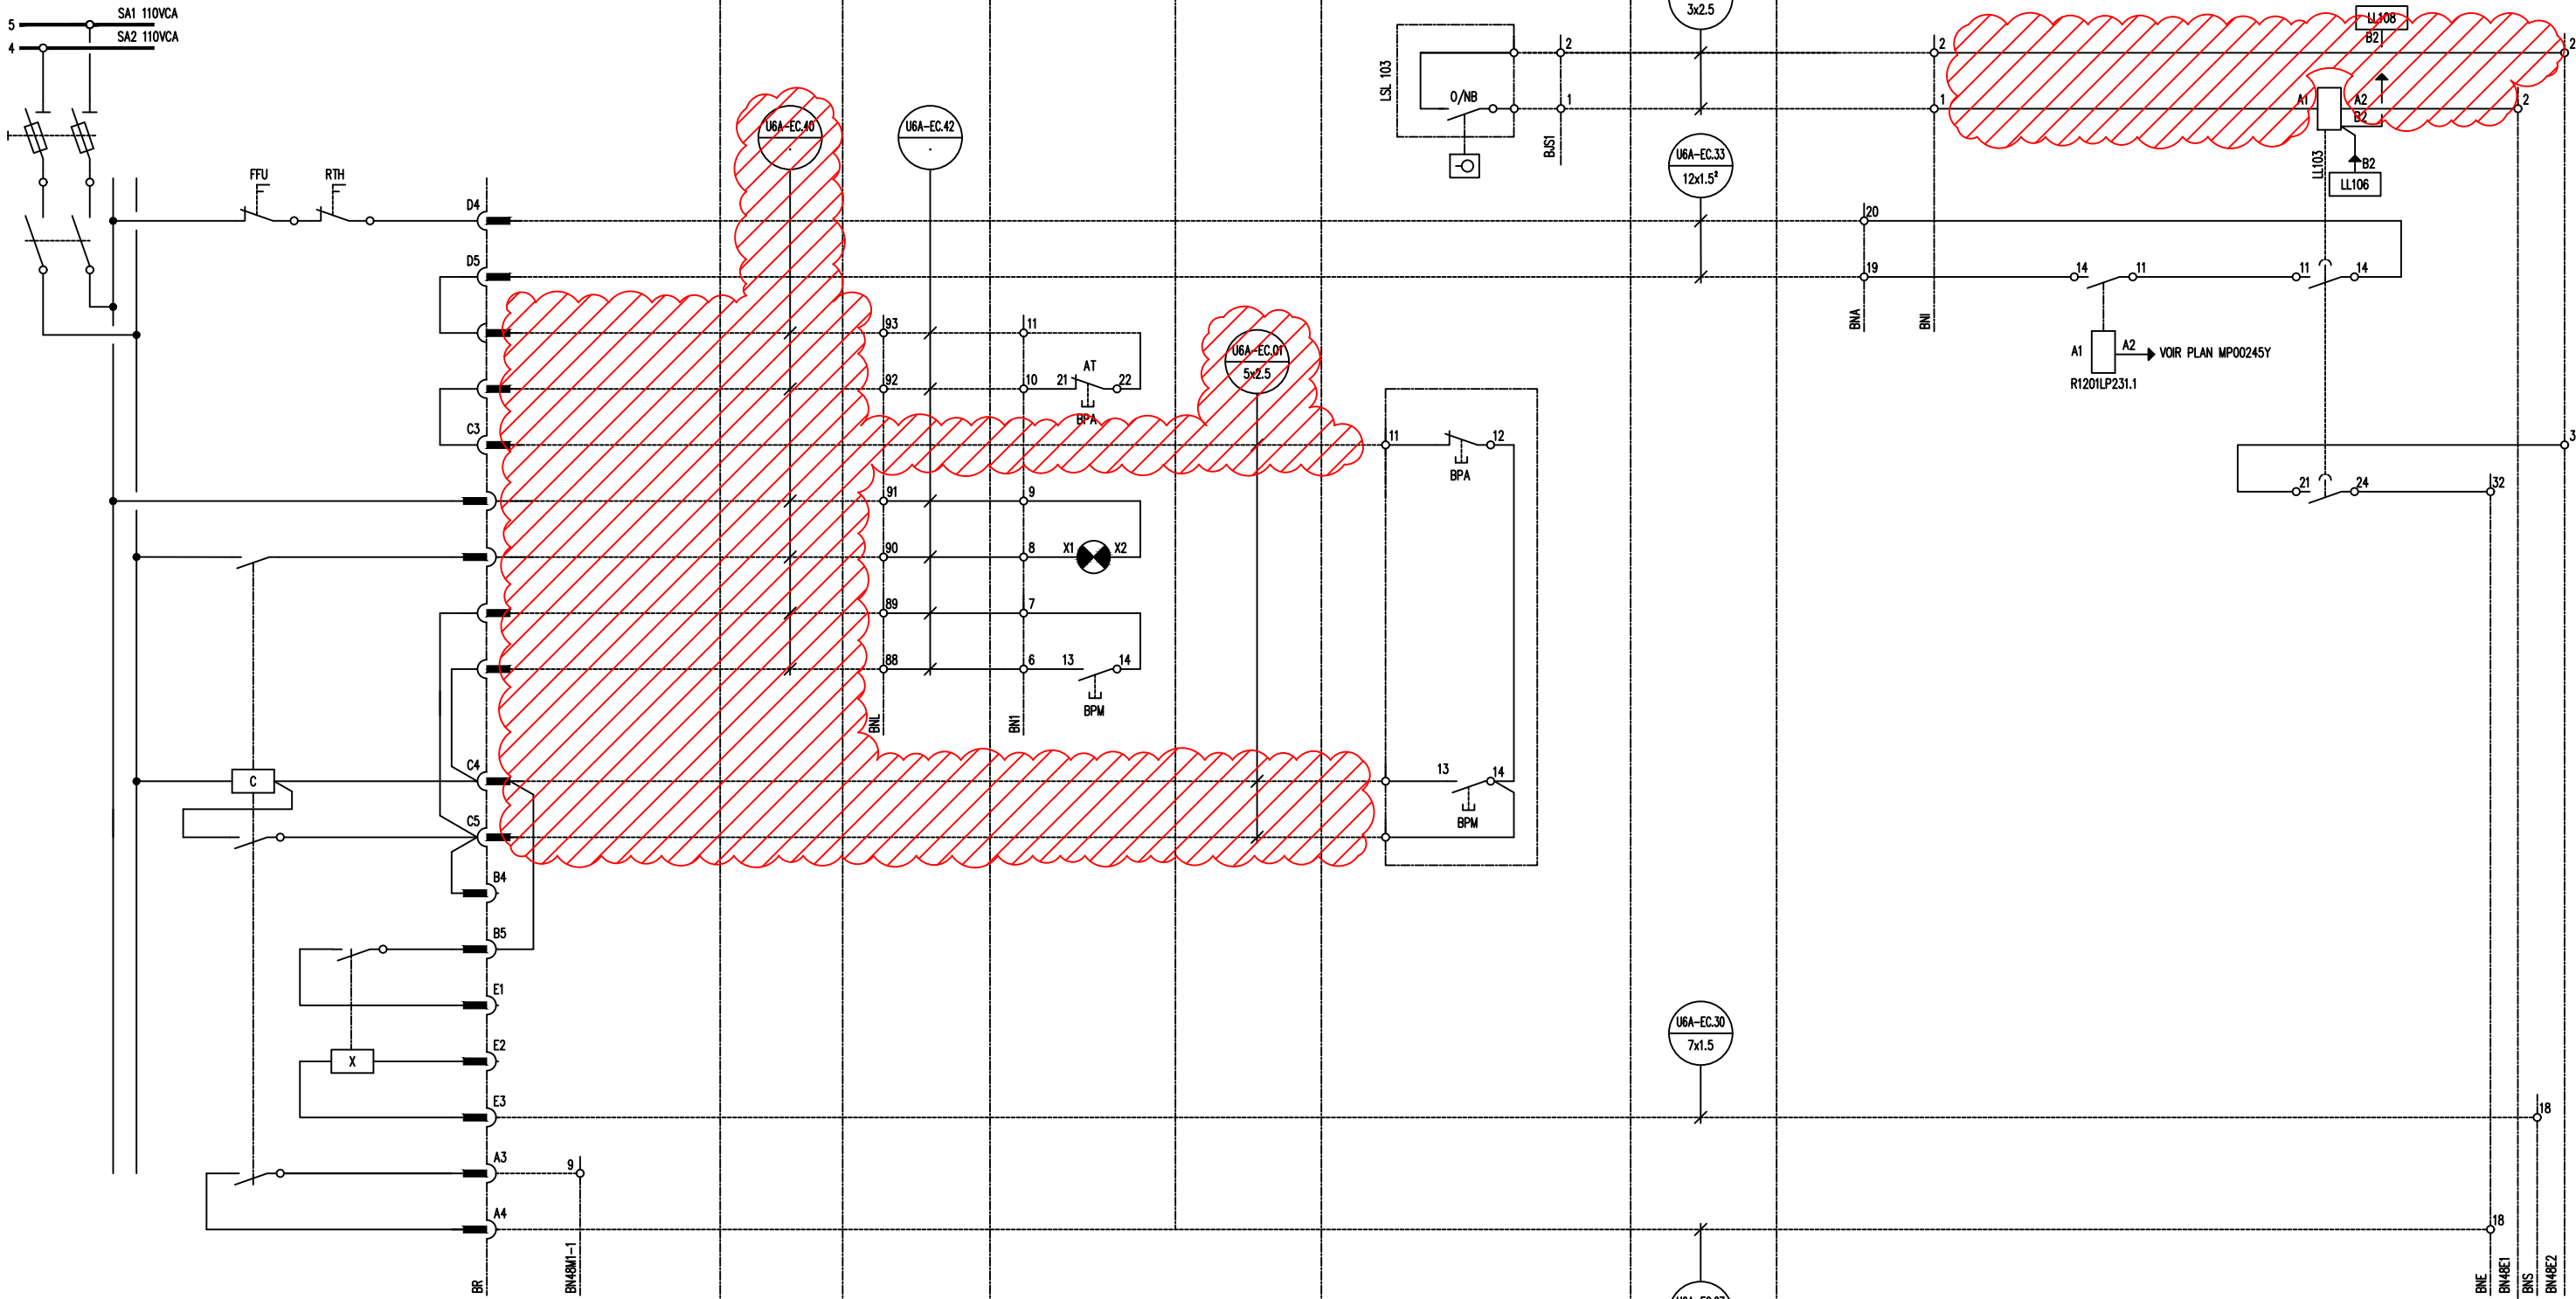 5 SA1 110VCA
4 SA2 110VCA
3x2.5
LL108
B2
2
2
2
2
LSL 103
O/NB
1
1
2
BJS1
A1
A2
B2
LL103
B2
LL106
U6A-EC.40
.
U6A-EC.42
.
U6A-EC.33
12x1.5²
FFU
RTH
D4
20
D5
19
14
11
11
14
BNA
BNI
93
11
U6A-EC.01
5x2.5
A1
A2
VOIR PLAN MP00245Y
R1201LP231.1
92
10
21
AT
22
BPA
C3
11
12
BPA
3
91
9
21
24
32
90
8
X1
X2
89
7
88
6
13
14
BPM
BNL
BN1
C4
C
13
14
BPM
C5
B4
B5
E1
U6A-EC.30
7x1.5
E2
X
E3
18
A3
9
A4
18
BR
BN48M1-1
BNE
BN48E1
BNS
BN48E2